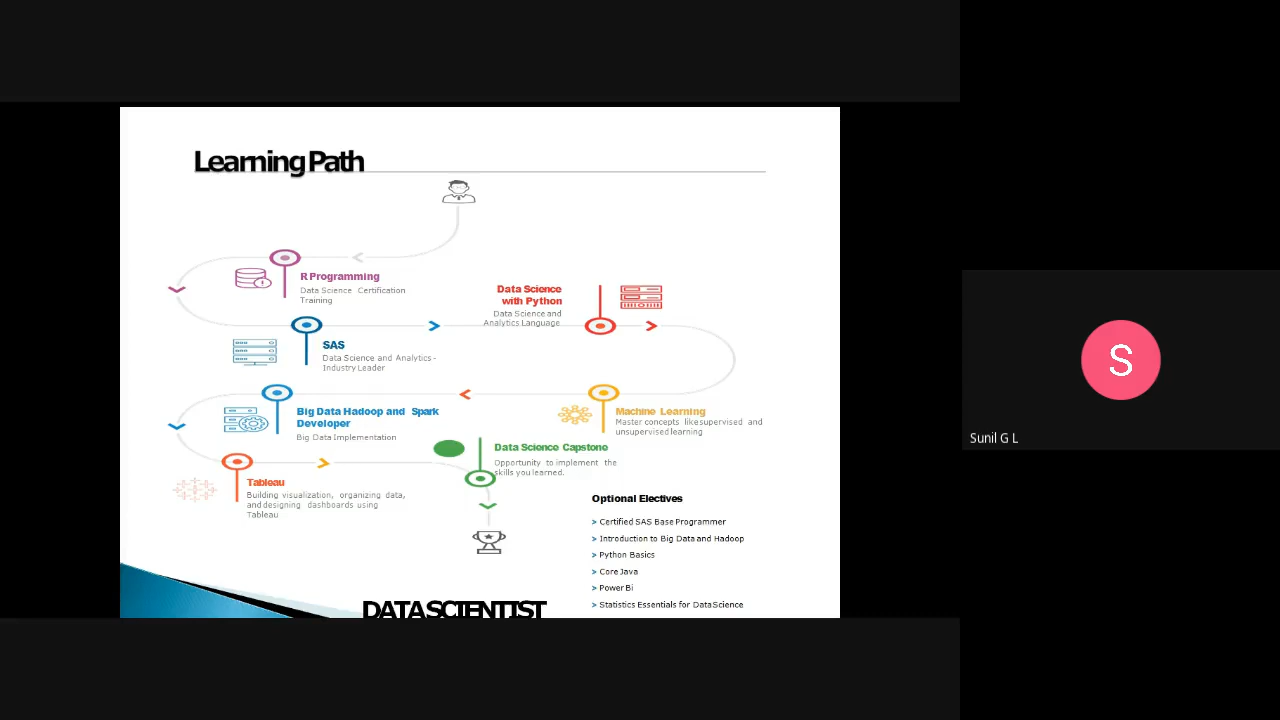 Learning Path
R Programming
Data Science Certification
Training
Data Science
with Python
Data Science and
Analytics Language
SAS
Data Science and Analytics -
Industry Leader
Big Data Hadoop and Spark
Developer
Big Data Implementation
Machine Learning
Master concepts like supervised and
unsupervised learning
Data Science Capstone
Opportunity to implement the
skills you learned.
Tableau
Building visualization, organizing data,
and designing dashboards using
Tableau
Optional Electives
> Certified SAS Base Programmer
> Introduction to Big Data and Hadoop
> Python Basics
> Core Java
> Power Bi
> Statistics Essentials for Data Science
DATA SCIENTIST
S
Sunil G L